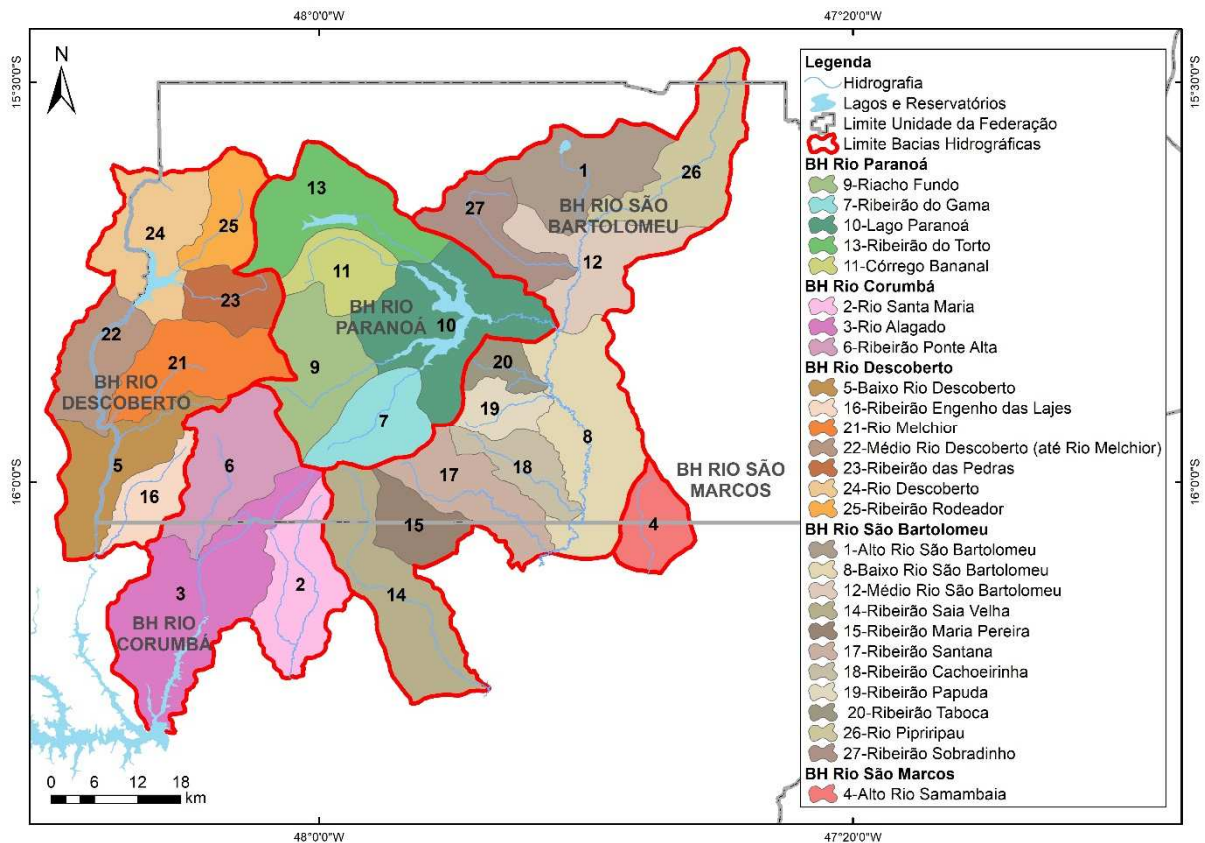 48°0'0"W
47°20'0"W
15°30'0"S
15°30'0"S
16°0'0"S
16°0'0"S
48°0'0"W
47°20'0"W
N
1
26
27
BH RIO SÃO
BARTOLOMEU
12
13
24
25
11
23
BH RIO
PARANOÁ
10
22
21
20
9
BH RIO
DESCOBERTO
19
7
8
5
6
17
18
BH RIO SÃO
MARCOS
16
15
4
2
3
14
BH RIO
CORUMBÁ
0 6 12 18
km
Legenda
Hidrografia
Lagos e Reservatórios
Limite Unidade da Federação
Limite Bacias Hidrográficas
BH Rio Paranoá
9-Riacho Fundo
7-Ribeirão do Gama
10-Lago Paranoá
13-Ribeirão do Torto
11-Córrego Bananal
BH Rio Corumbá
2-Rio Santa Maria
3-Rio Alagado
6-Ribeirão Ponte Alta
BH Rio Descoberto
5-Baixo Rio Descoberto
16-Ribeirão Engenho das Lajes
21-Rio Melchior
22-Médio Rio Descoberto (até Rio Melchior)
23-Ribeirão das Pedras
24-Rio Descoberto
25-Ribeirão Rodeador
BH Rio São Bartolomeu
1-Alto Rio São Bartolomeu
8-Baixo Rio São Bartolomeu
12-Médio Rio São Bartolomeu
14-Ribeirão Saia Velha
15-Ribeirão Maria Pereira
17-Ribeirão Santana
18-Ribeirão Cachoeirinha
19-Ribeirão Papuda
20-Ribeirão Taboca
26-Rio Pipriripau
27-Ribeirão Sobradinho
BH Rio São Marcos
4-Alto Rio Samambaia